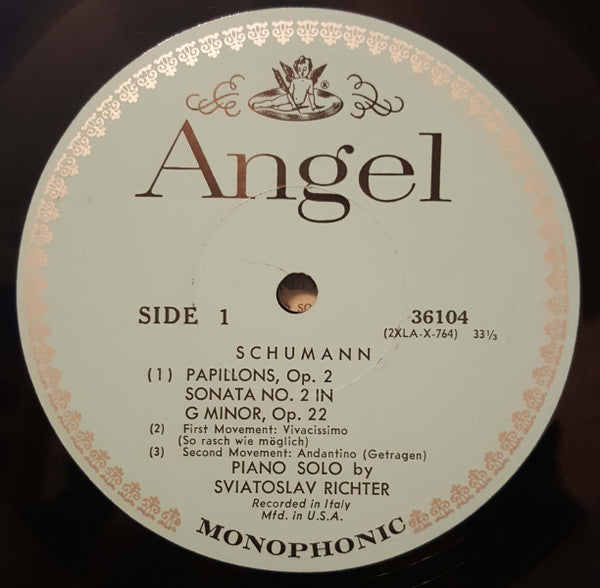 ®
Angel
SIDE 1 36104
(2XLA-X-764) 33⅓
SCHUMANN
(1) PAPILLONS, Op. 2
SONATA NO. 2 IN
G MINOR, Op. 22
(2) First Movement: Vivacissimo
(So rasch wie möglich)
(3) Second Movement: Andantino (Getragen)
PIANO SOLO by
SVIATOSLAV RICHTER
Recorded in Italy
Mfd. in U.S.A.
MONOPHONIC